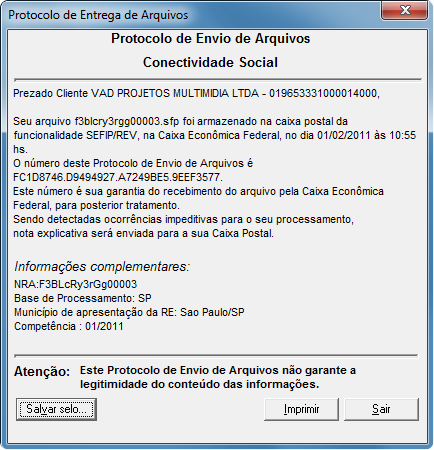 Protocolo de Entrega de Arquivos
Protocolo de Envio de Arquivos
Conectividade Social
Prezado Cliente VAD PROJETOS MULTIMIDIA LTDA - 019653331000014000,
Seu arquivo f3blcry3rgg00003.sfp foi armazenado na caixa postal da
funcionalidade SEFIP/REV, na Caixa Econômica Federal, no dia 01/02/2011 às 10:55
hs.
O número deste Protocolo de Envio de Arquivos é
FC1D8746.D9494927.A7249BE5.9EEF3577.
Este número é sua garantia do recebimento do arquivo pela Caixa Econômica
Federal, para posterior tratamento.
Sendo detectadas ocorrências impeditivas para o seu processamento,
nota explicativa será enviada para a sua Caixa Postal.
Informações complementares:
NRA:F3BLcRy3rGg00003
Base de Processamento: SP
Município de apresentação da RE: Sao Paulo/SP
Competência : 01/2011
Atenção: Este Protocolo de Envio de Arquivos não garante a
legitimidade do conteúdo das informações.
Salvar selo... Imprimir Sair